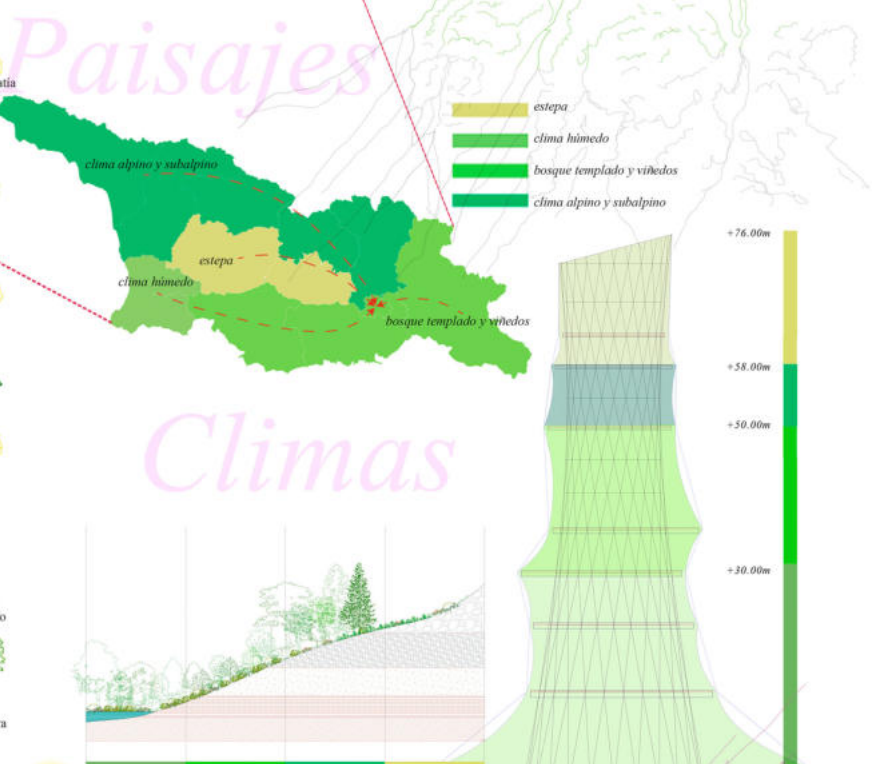 Paisajes
clima alpino y subalpino
estepa
clima húmedo
bosque templado y viñedos
estepa
clima húmedo
bosque templado y viñedos
clima alpino y subalpino
+76.00m
+58.00m
+50.00m
+30.00m
Climas